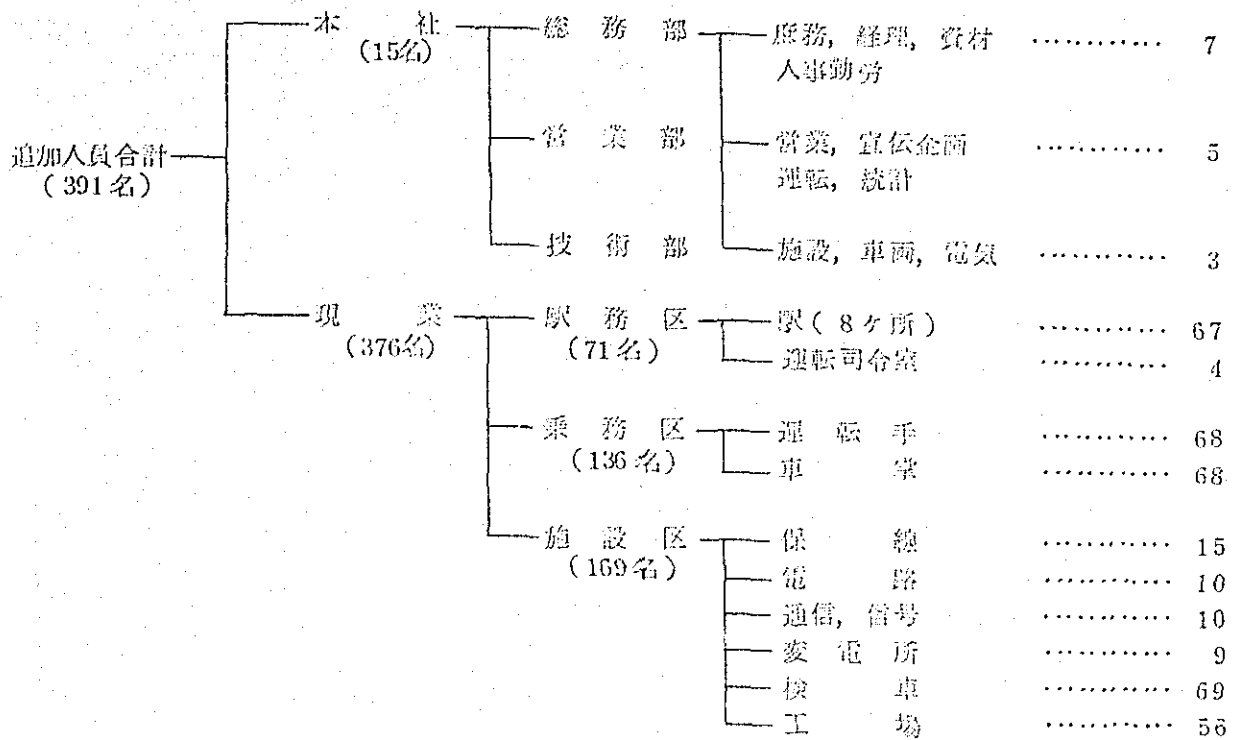 本社 総務部 庶務, 経理, 資材 ………… 7
(15名) 人事勤労
営業部 営業, 宣伝企画 ………… 5
追加人員合計
(391名) 運転, 統計
技術部 施設, 車両, 電気 ………… 3
現業 駅務区 駅(8ヶ所) ………… 67
(376名) (71名)
運転司令室 ………… 4
乗務区 運転手 ………… 68
(136名) 車掌 ………… 68
施設区 保線 ………… 15
(169名) 電路 ………… 10
通信, 信号 ………… 10
変電所 ………… 9
検車 ………… 69
工場 ………… 56